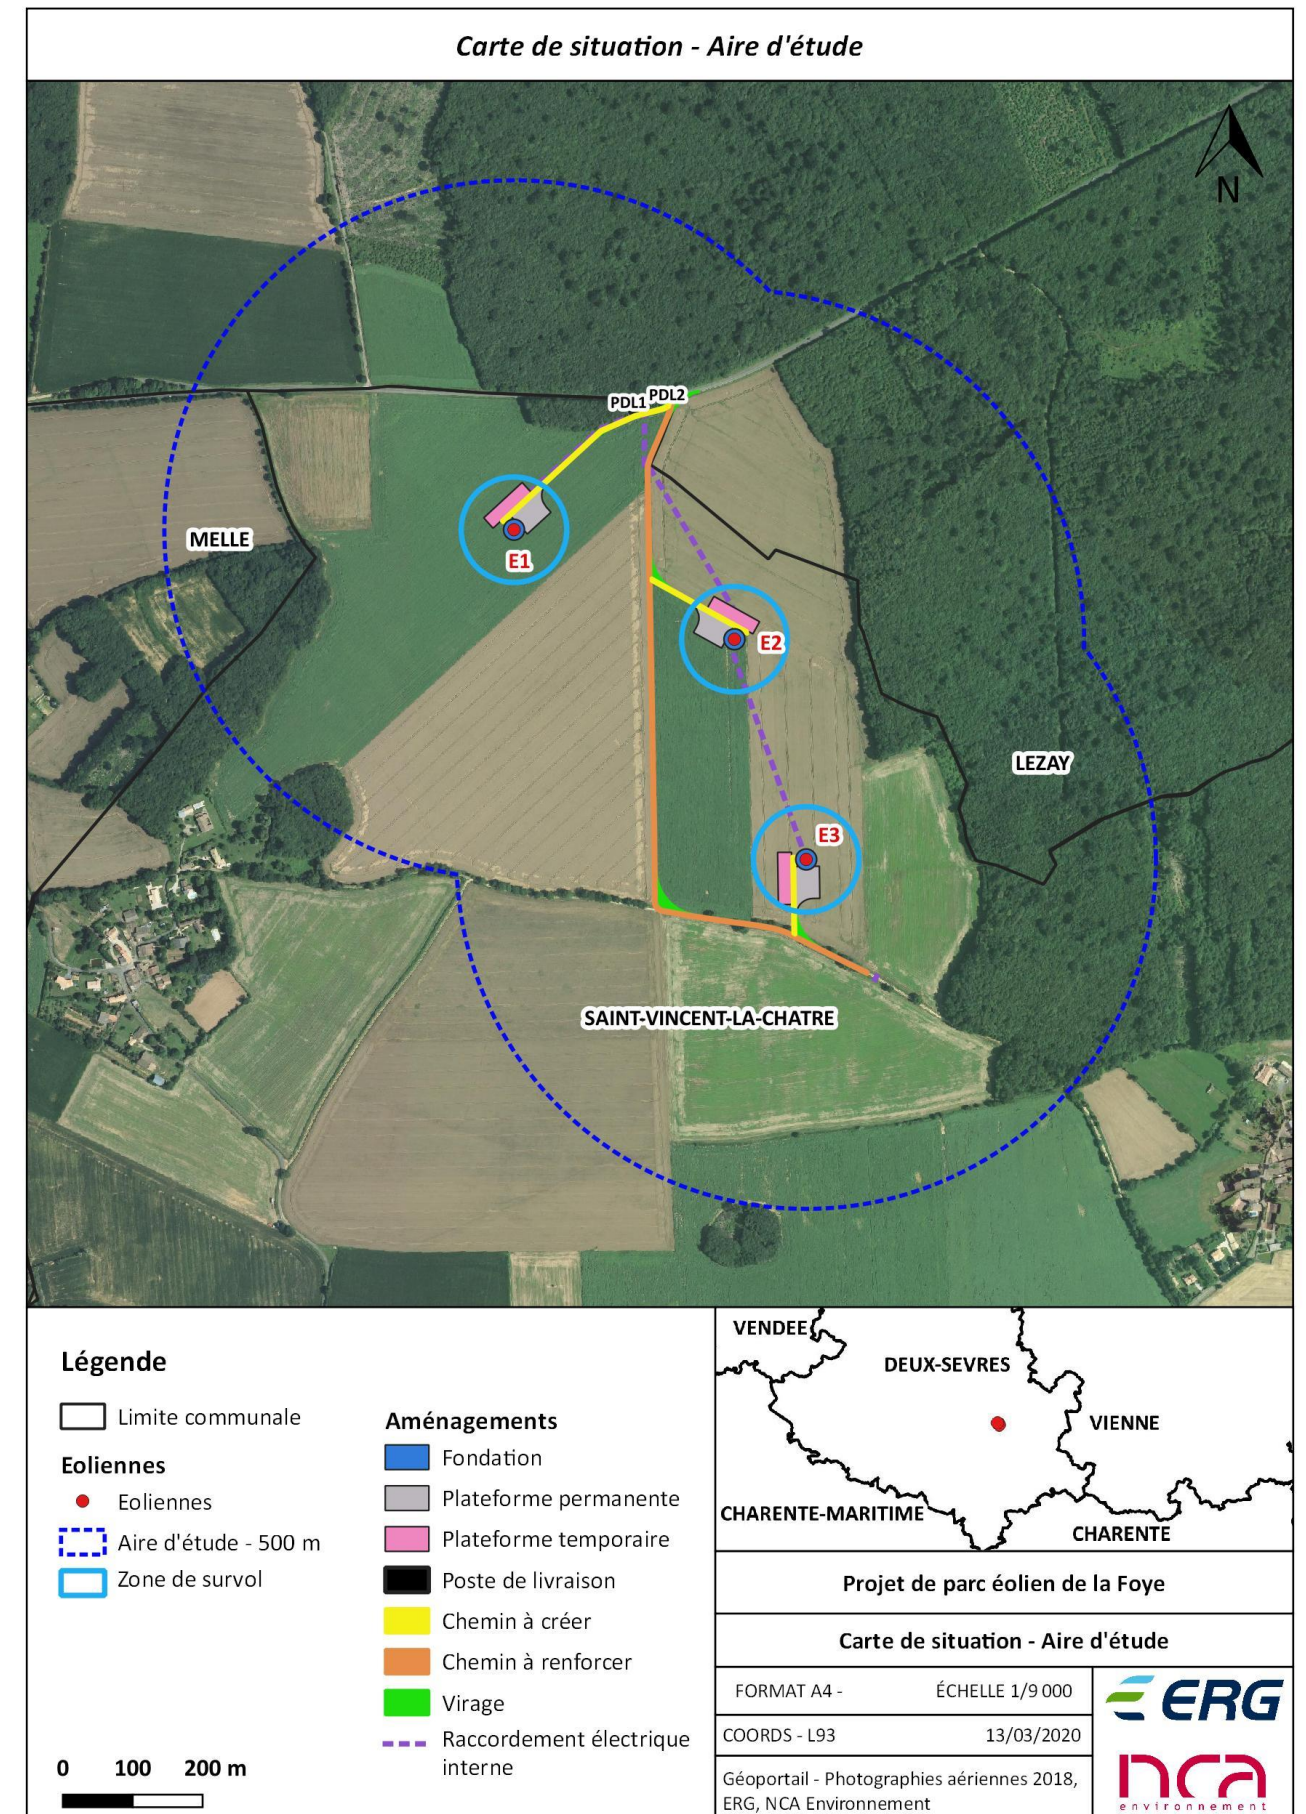 Carte de situation - Aire d'étude
N
PDL1 PDL2
MELLE
E1
E2
LEZAY
E3
SAINT-VINCENT-LA-CHATRE
Légende
Limite communale
Eoliennes
Eoliennes
Aire d'étude - 500 m
Zone de survol
Aménagements
Fondation
Plateforme permanente
Plateforme temporaire
Poste de livraison
Chemin à créer
Chemin à renforcer
Virage
Raccordement électrique
interne
0 100 200 m
VENDEE
DEUX-SEVRES
VIENNE
CHARENTE-MARITIME
CHARENTE
Projet de parc éolien de la Foye
Carte de situation - Aire d'étude
FORMAT A4 - ÉCHELLE 1/9 000
COORDS - L93 13/03/2020
Géoportail - Photographies aériennes 2018,
ERG, NCA Environnement
ERG
nca
environnement